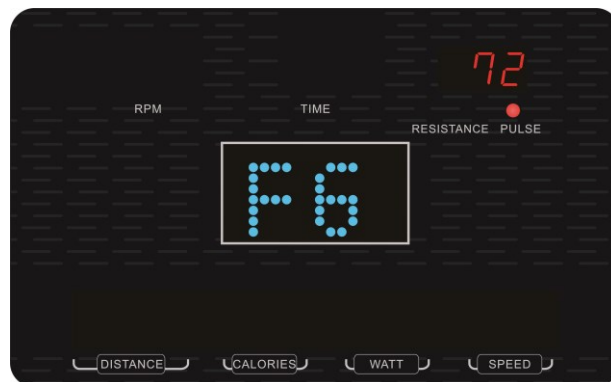 72
RPM TIME
RESISTANCE PULSE
F6
DISTANCE CALORIES WATT SPEED